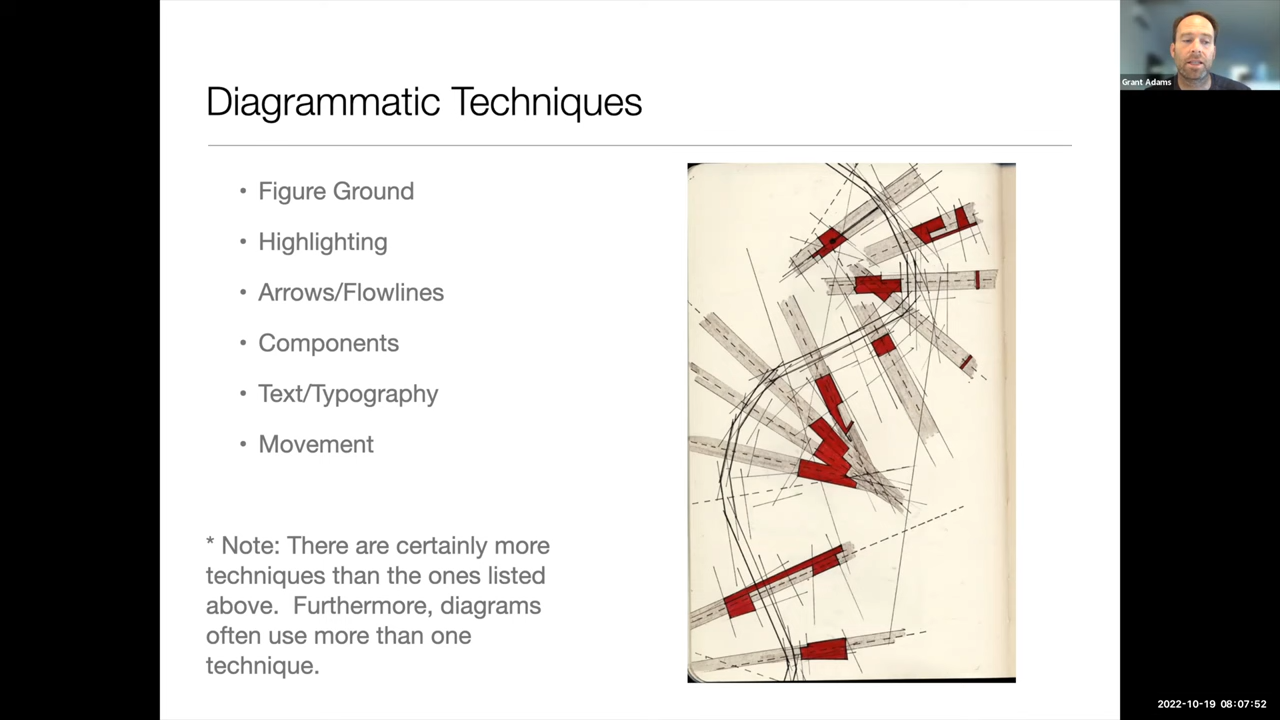 Diagrammatic Techniques
• Figure Ground
• Highlighting
• Arrows/Flowlines
• Components
• Text/Typography
• Movement
* Note: There are certainly more
techniques than the ones listed
above.  Furthermore, diagrams
often use more than one
technique.
Grant Adams
2022-10-19 08:07:52